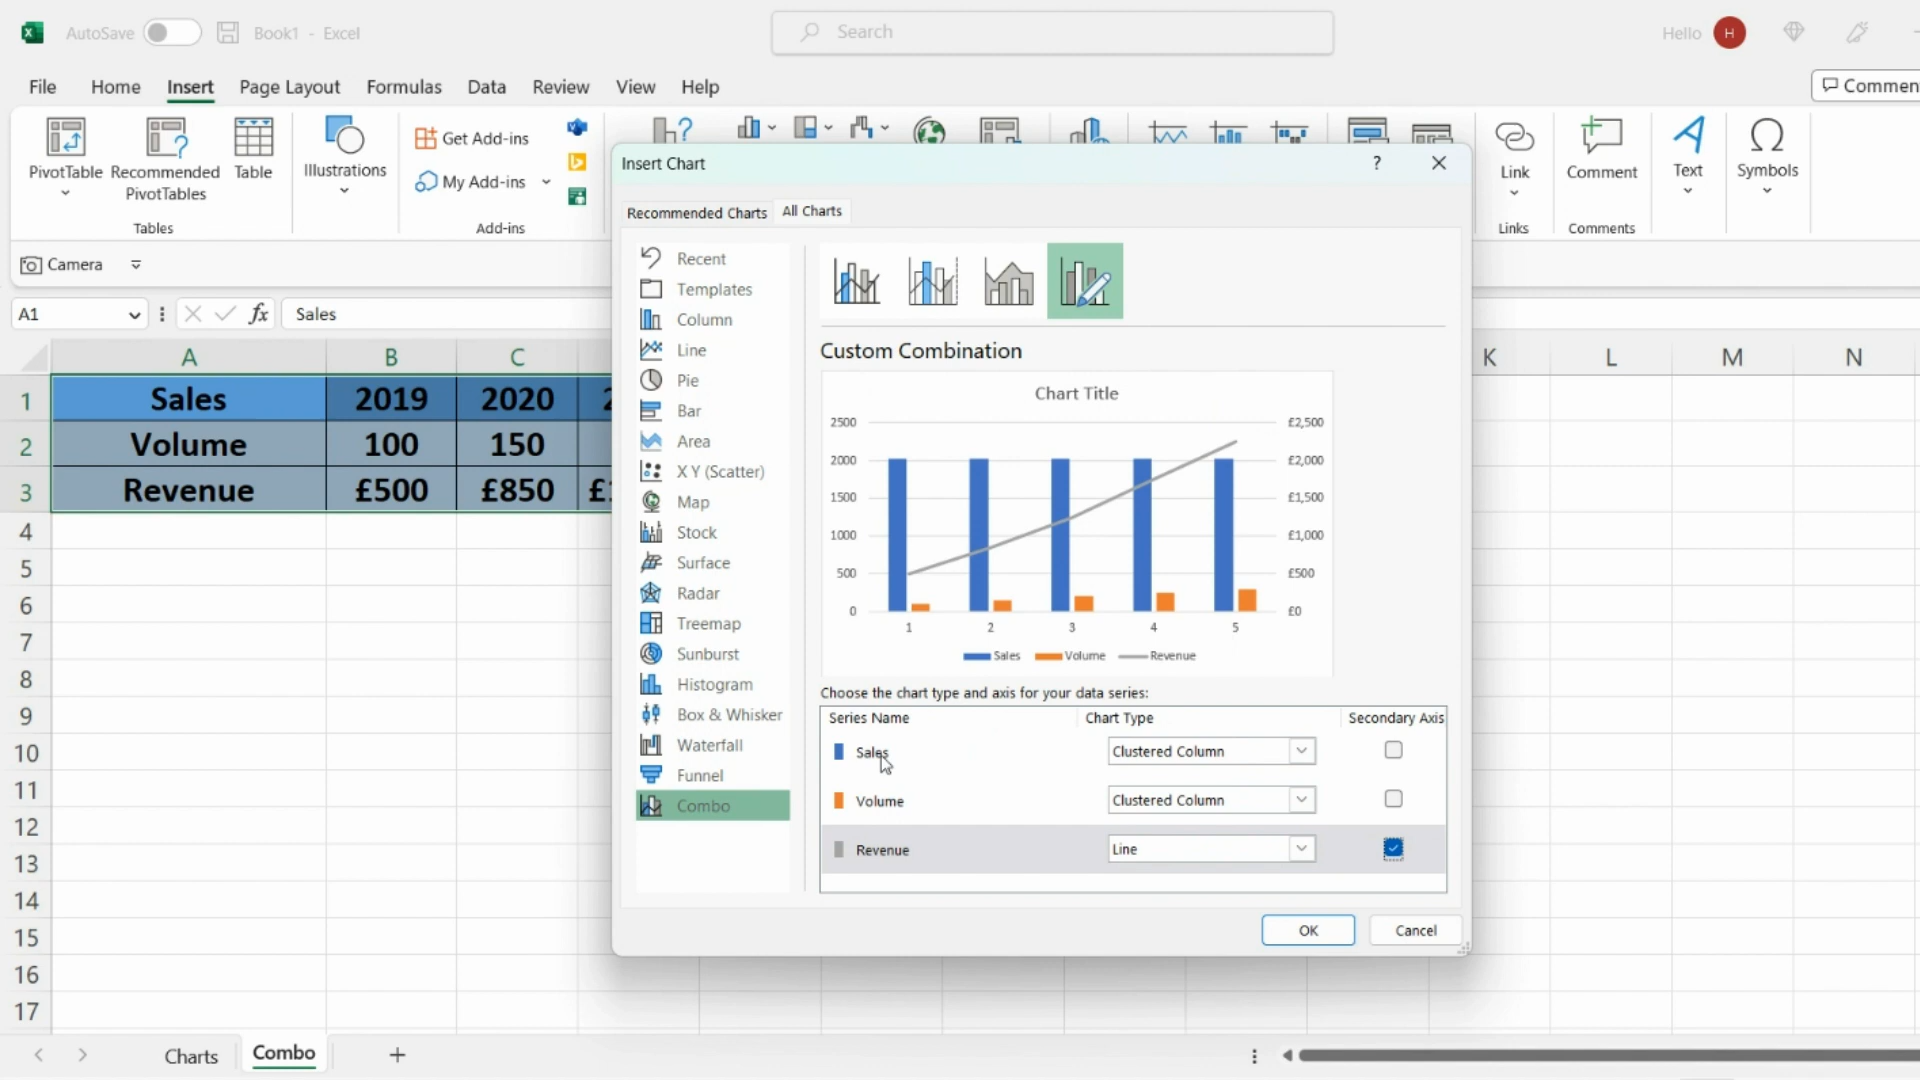 AutoSave
Book1 - Excel
Search
Hello
H
File
Home
Insert
Page Layout
Formulas
Data
Review
View
Help
PivotTable
Recommended
PivotTables
Table
Tables
Illustrations
Get Add-ins
My Add-ins
Add-ins
Link
Links
Comment
Comments
Text
Symbols
Camera
A1
fx
Sales
A
B
C
K
L
M
N
1
Sales
2019
2020
2
Volume
100
150
3
Revenue
£500
£850
4
5
6
7
8
9
10
11
12
13
14
15
16
17
Insert Chart
?
Recommended Charts
All Charts
Recent
Templates
Column
Line
Pie
Bar
Area
X Y (Scatter)
Map
Stock
Surface
Radar
Treemap
Sunburst
Histogram
Box & Whisker
Waterfall
Funnel
Combo
Custom Combination
Chart Title
2500
2000
1500
1000
500
0
£2,500
£2,000
£1,500
£1,000
£500
£0
1
2
3
4
5
Sales
Volume
Revenue
Choose the chart type and axis for your data series:
Series Name
Chart Type
Secondary Axis
Sales
Clustered Column
Volume
Clustered Column
Revenue
Line
OK
Cancel
Charts
Combo